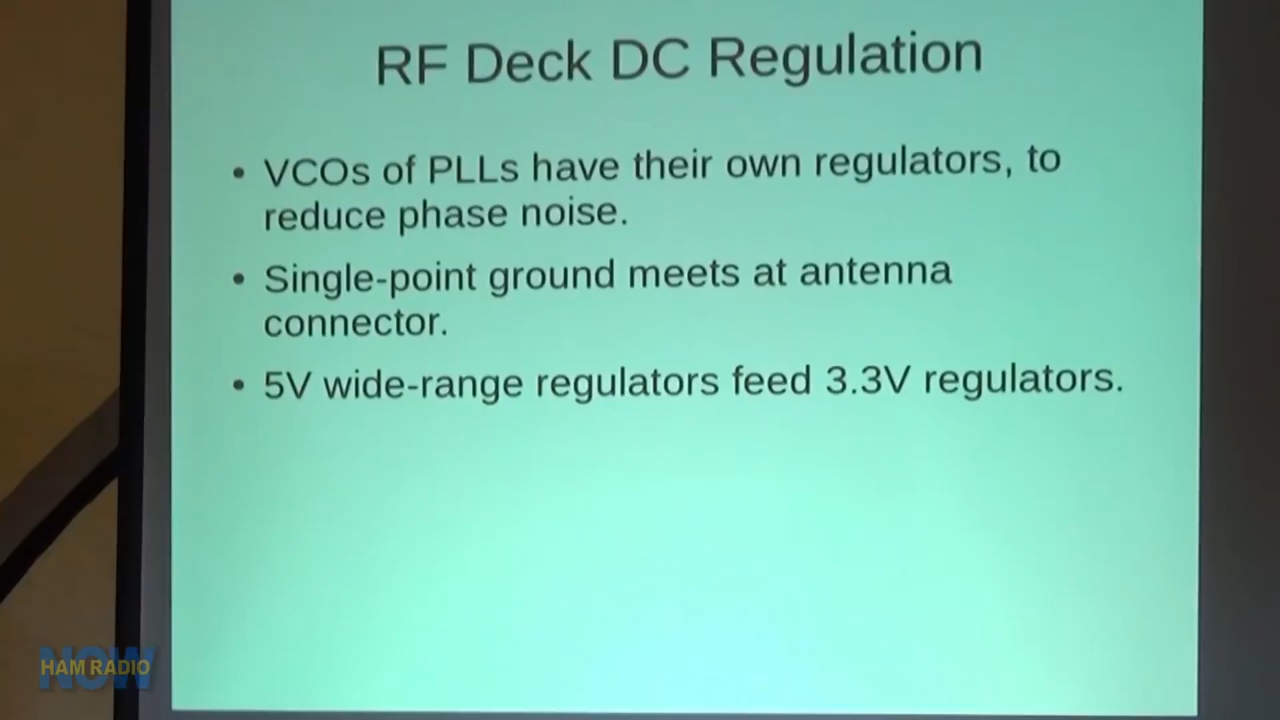 RF Deck DC Regulation
• VCOs of PLLs have their own regulators, to
reduce phase noise.
• Single-point ground meets at antenna
connector.
• 5V wide-range regulators feed 3.3V regulators.
HAM RADIO
NOW